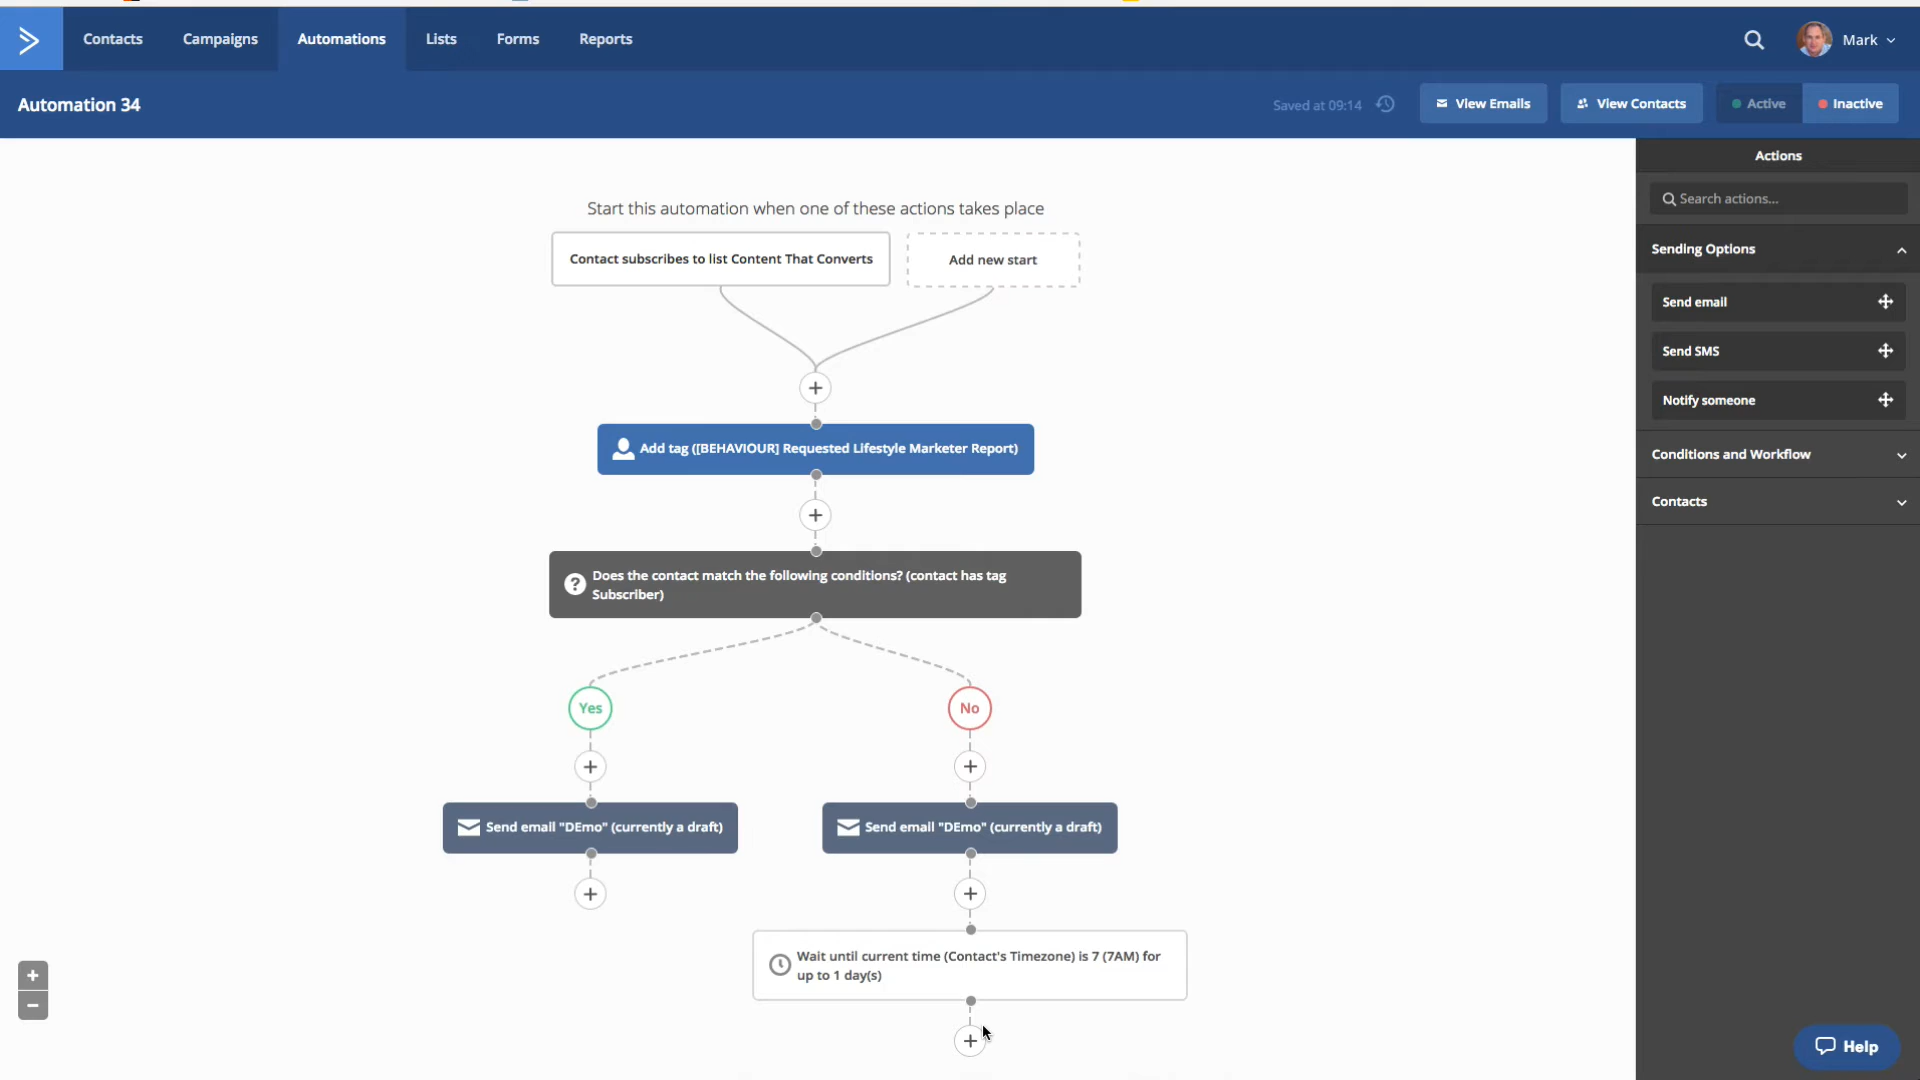 Contacts
Campaigns
Automations
Lists
Forms
Reports
Mark
Automation 34
Saved at 09:14
View Emails
View Contacts
Active
Inactive
Actions
Search actions...
Sending Options
Send email
Send SMS
Notify someone
Conditions and Workflow
Contacts
Start this automation when one of these actions takes place
Contact subscribes to list Content That Converts
Add new start
Add tag ([BEHAVIOUR] Requested Lifestyle Marketer Report)
Does the contact match the following conditions? (contact has tag
Subscriber)
Yes
No
Send email "DEmo" (currently a draft)
Send email "DEmo" (currently a draft)
Wait until current time (Contact's Timezone) is 7 (7AM) for
up to 1 day(s)
Help